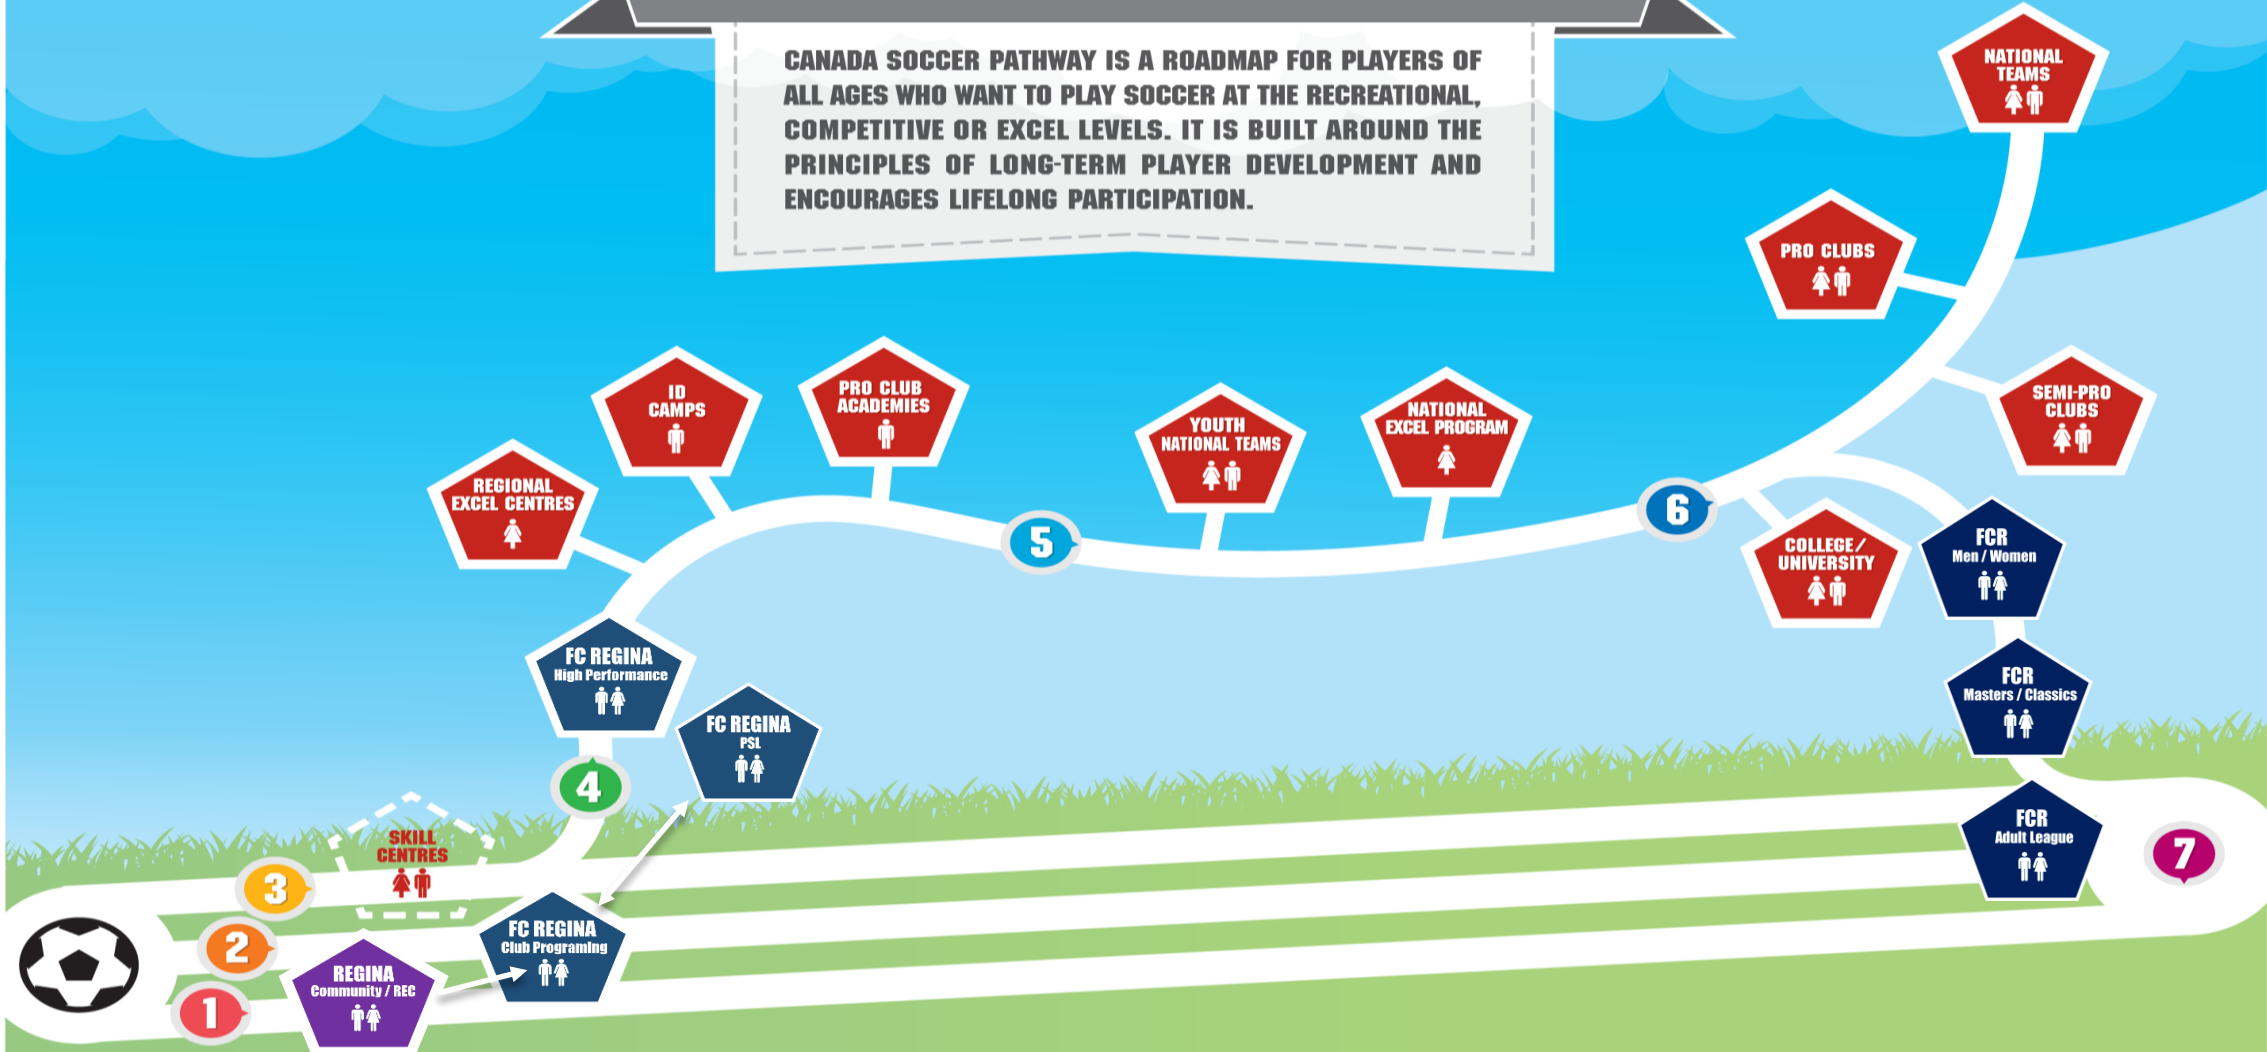 CANADA SOCCER PATHWAY IS A ROADMAP FOR PLAYERS OF
ALL AGES WHO WANT TO PLAY SOCCER AT THE RECREATIONAL,
COMPETITIVE OR EXCEL LEVELS. IT IS BUILT AROUND THE
PRINCIPLES OF LONG-TERM PLAYER DEVELOPMENT AND
ENCOURAGES LIFELONG PARTICIPATION.
NATIONAL
TEAMS
PRO CLUBS
SEMI-PRO
CLUBS
ID
CAMPS
PRO CLUB
ACADEMIES
YOUTH
NATIONAL TEAMS
NATIONAL
EXCEL PROGRAM
REGIONAL
EXCEL CENTRES
5
6
COLLEGE/
UNIVERSITY
FCR
Men / Women
FC REGINA
High Performance
FC REGINA
PSL
FCR
Masters / Classics
4
SKILL
CENTRES
FCR
Adult League
7
3
2
1
FC REGINA
Club Programing
REGINA
Community / REC